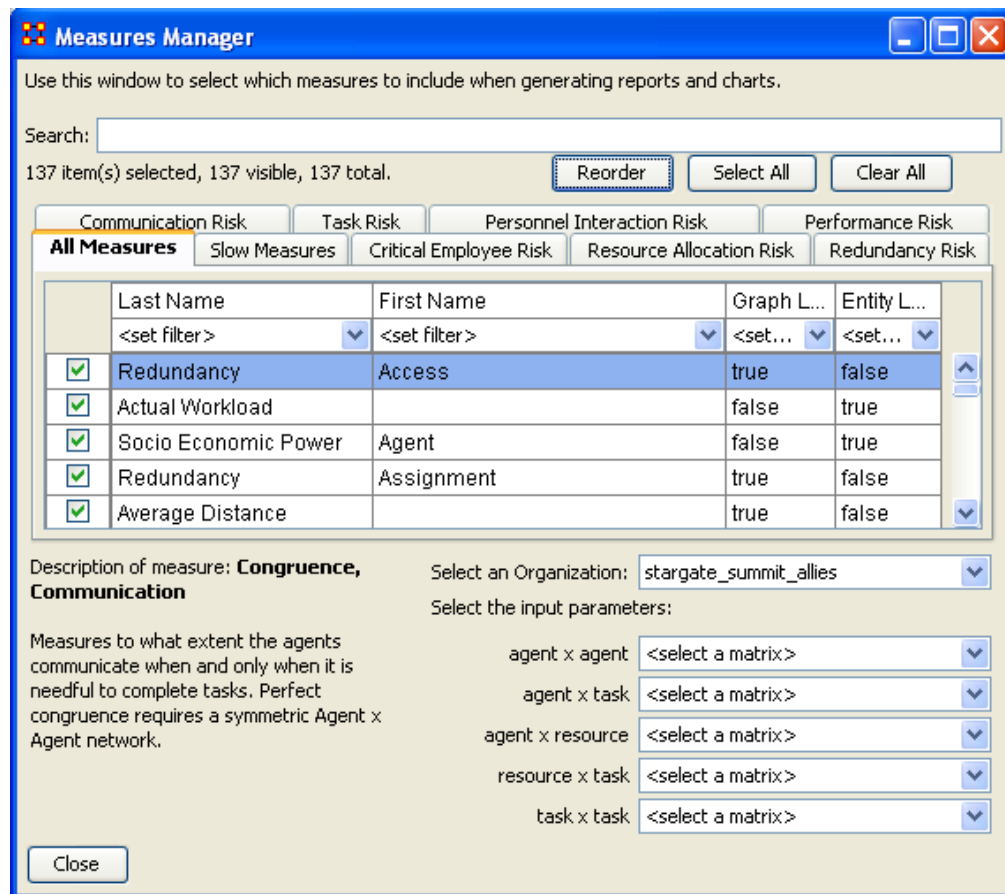 Measures Manager
Use this window to select which measures to include when generating reports and charts.
Search:
137 item(s) selected, 137 visible, 137 total. Reorder Select All Clear All
Communication Risk Task Risk Personnel Interaction Risk Performance Risk
All Measures Slow Measures Critical Employee Risk Resource Allocation Risk Redundancy Risk
Last Name First Name Graph L... Entity L...
<set filter> <set filter> <set... <set...
Redundancy Access true false
Actual Workload false true
Socio Economic Power Agent false true
Redundancy Assignment true false
Average Distance true false
Description of measure: Congruence,
Communication
Measures to what extent the agents
communicate when and only when it is
needful to complete tasks. Perfect
congruence requires a symmetric Agent x
Agent network.
Select an Organization: stargate_summit_allies
Select the input parameters:
agent x agent <select a matrix>
agent x task <select a matrix>
agent x resource <select a matrix>
resource x task <select a matrix>
task x task <select a matrix>
Close